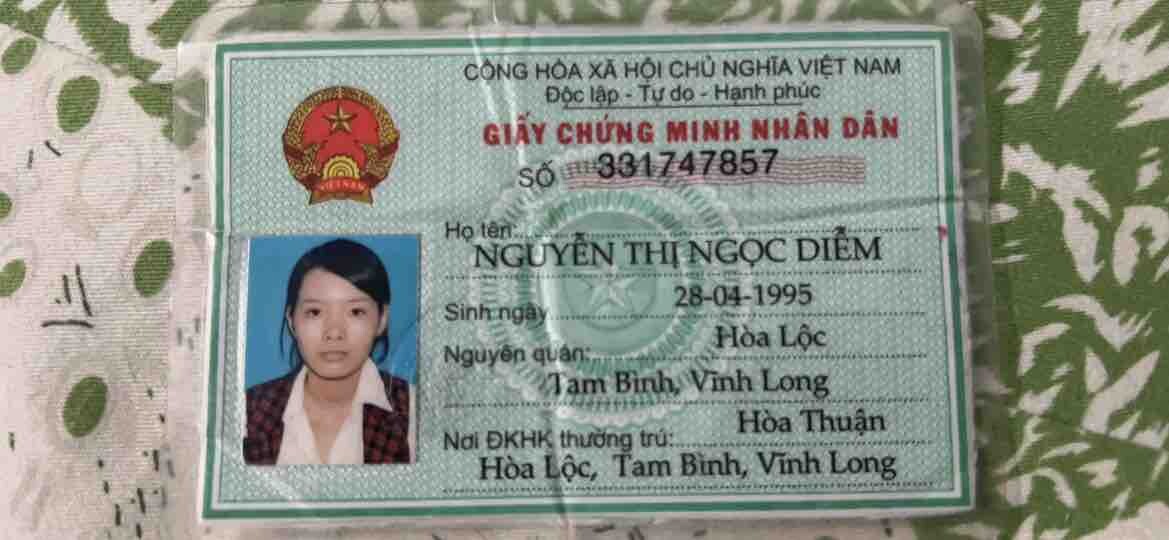 CỘNG HÒA XÃ HỘI CHỦ NGHĨA VIỆT NAM
Độc lập - Tự do - Hạnh phúc
GIẤY CHỨNG MINH NHÂN DÂN
SỐ 331747857
VIỆT NAM
Họ tên:
NGUYỄN THỊ NGỌC DIỄM
Sinh ngày 28-04-1995
Nguyên quán: Hòa Lộc
Tam Bình, Vĩnh Long
Nơi ĐKHK thường trú: Hòa Thuận
Hòa Lộc, Tam Bình, Vĩnh Long